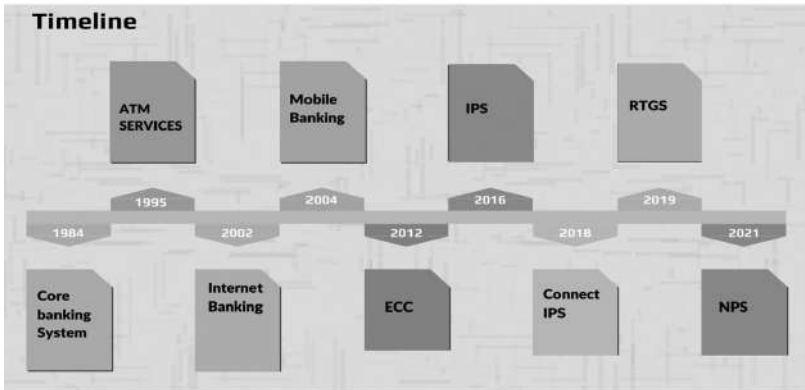 Timeline
ATM
SERVICES
Mobile
Banking
IPS
RTGS
1995
2004
2016
2019
1984
2002
2012
2018
2021
Core
banking
System
Internet
Banking
ECC
Connect
IPS
NPS